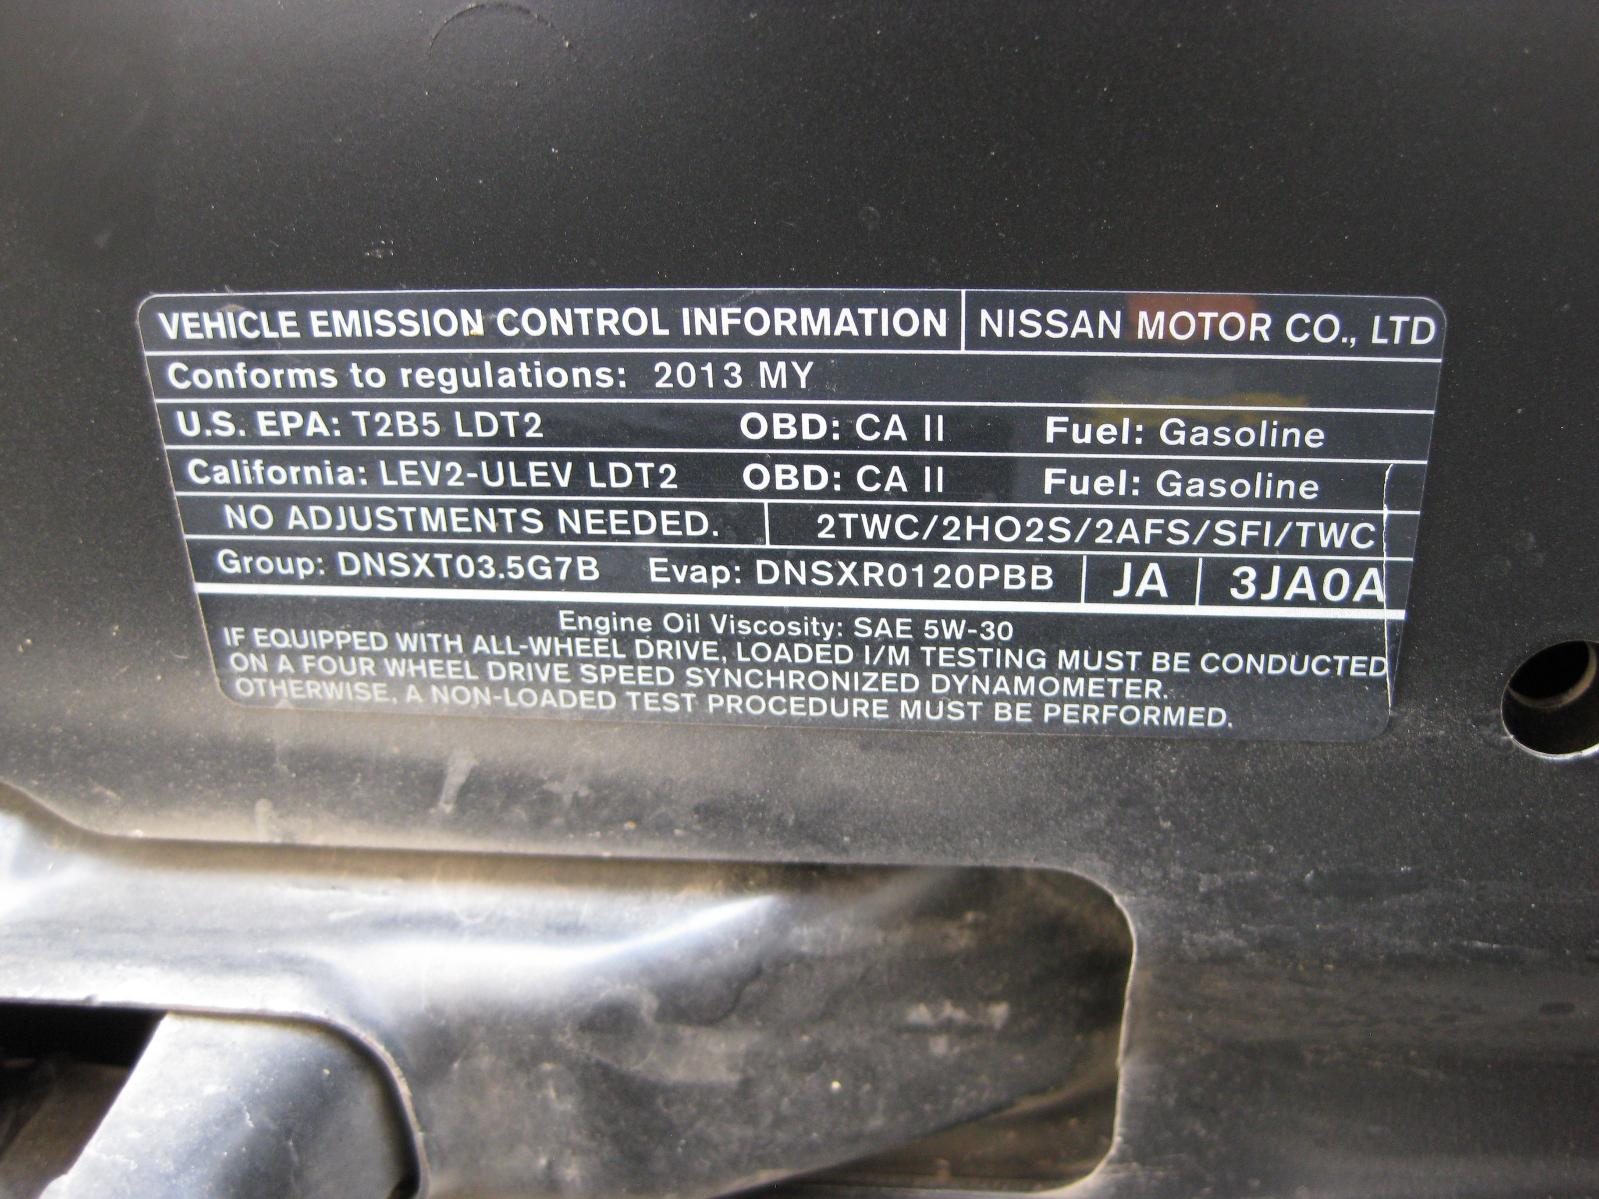 VEHICLE EMISSION CONTROL INFORMATION NISSAN MOTOR CO., LTD
Conforms to regulations: 2013 MY
U.S. EPA: T2B5 LDT2 OBD: CA II Fuel: Gasoline
California: LEV2-ULEV LDT2 OBD: CA II Fuel: Gasoline
NO ADJUSTMENTS NEEDED. 2TWC/2HO2S/2AFS/SFI/TWC
Group: DNSXT03.5G7B Evap: DNSXR0120PBB JA 3JA0A
Engine Oil Viscosity: SAE 5W-30
IF EQUIPPED WITH ALL-WHEEL DRIVE, LOADED I/M TESTING MUST BE CONDUCTED
ON A FOUR WHEEL DRIVE SPEED SYNCHRONIZED DYNAMOMETER.
OTHERWISE, A NON-LOADED TEST PROCEDURE MUST BE PERFORMED.